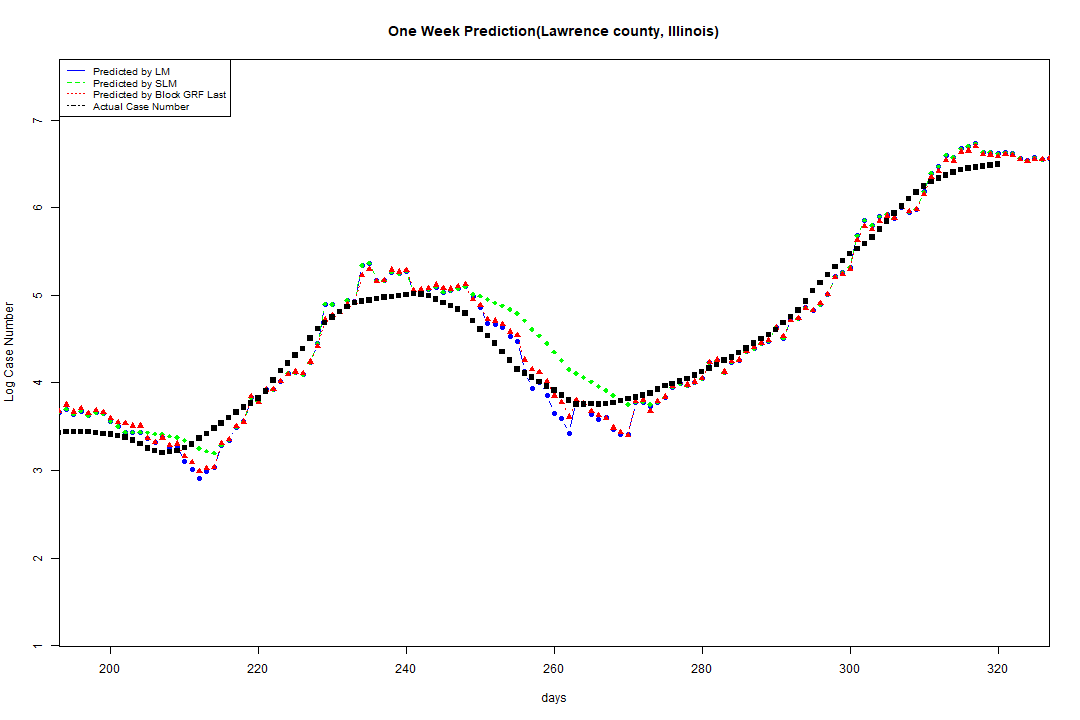 One Week Prediction(Lawrence county, Illinois)
Predicted by LM
Predicted by SLM
Predicted by Block GRF Last
Actual Case Number
7
6
5
4
3
2
1
Log Case Number
200 220 240 260 280 300 320
days